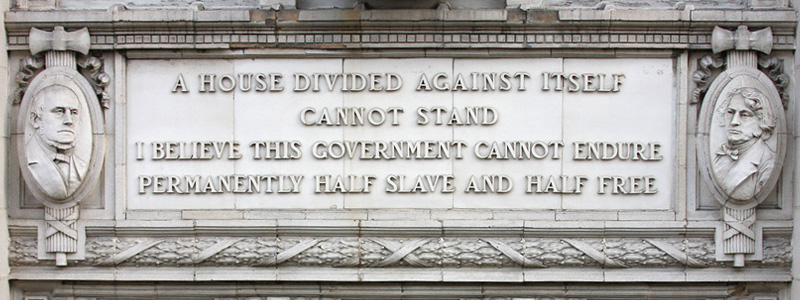 A HOUSE DIVIDED AGAINST ITSELF
CANNOT STAND
I BELIEVE THIS GOVERNMENT CANNOT ENDURE
PERMANENTLY HALF SLAVE AND HALF FREE